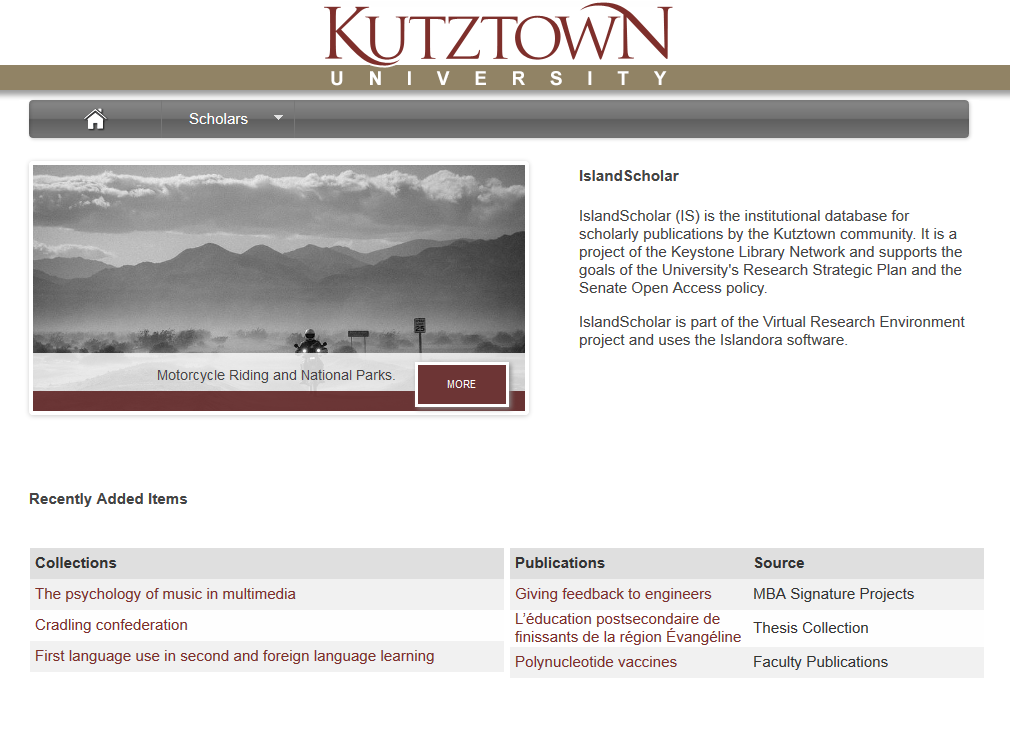 KUTZTOWN
UNIVERSITY
Scholars
IslandScholar
IslandScholar (IS) is the institutional database for
scholarly publications by the Kutztown community. It is a
project of the Keystone Library Network and supports the
goals of the University's Research Strategic Plan and the
Senate Open Access policy.
IslandScholar is part of the Virtual Research Environment
project and uses the Islandora software.
Motorcycle Riding and National Parks.
MORE
Recently Added Items
Collections
The psychology of music in multimedia
Cradling confederation
First language use in second and foreign language learning
Publications Source
Giving feedback to engineers MBA Signature Projects
L’éducation postsecondaire de
finissants de la région Évangéline Thesis Collection
Polynucleotide vaccines Faculty Publications